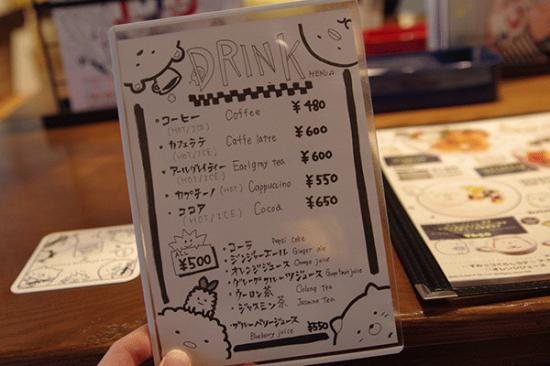 DRINK
MENU♪
・コーヒー Coffee ¥480
(HOT/ICE)
・カフェラテ Caffe latte ¥600
(HOT/ICE)
・アールグレイティー Earlgrey tea ¥600
(HOT/ICE)
・カプチーノ (HOT) Cappuccino ¥550
・ココア Cocoa ¥650
(HOT/ICE)
ALL
¥500
・コーラ Pepsi coke
・ジンジャーエール Ginger ale
・オレンジジュース Orange juice
・グレープフルーツジュース Grapefruit juice
・ウーロン茶 Oolong tea
・ジャスミン茶 Jasmine Tea
・ブルーベリージュース ¥550
Blueberry juice